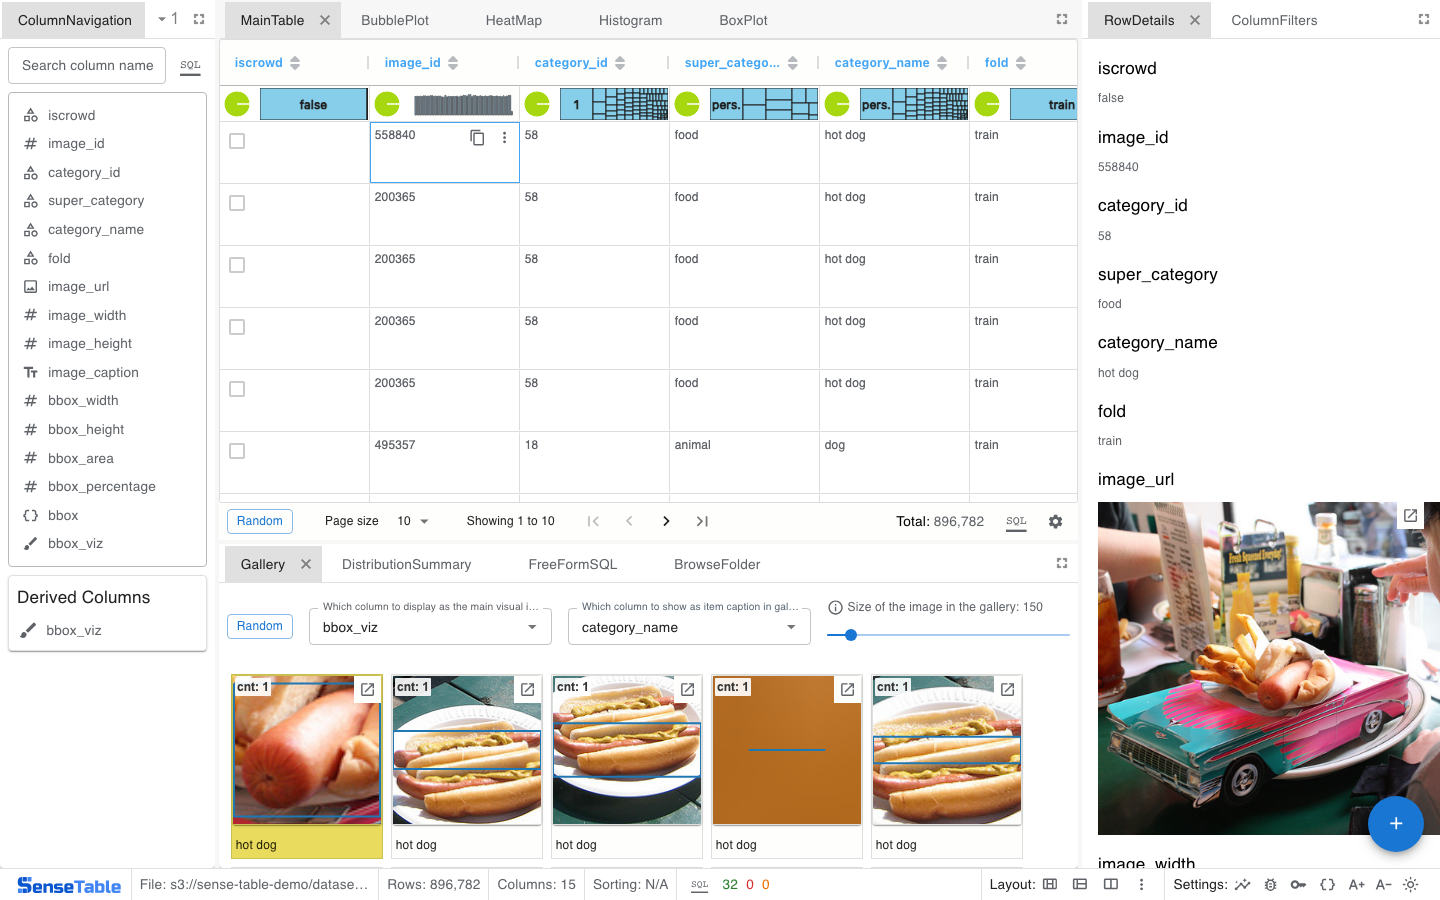 ColumnNavigation
1
MainTable
BubblePlot
HeatMap
Histogram
BoxPlot
RowDetails
ColumnFilters
Search column name
SQL
iscrowd
image_id
category_id
super_category
category_name
fold
image_url
image_width
image_height
image_caption
bbox_width
bbox_height
bbox_area
bbox_percentage
bbox
bbox_viz
Derived Columns
bbox_viz
iscrowd image_id category_id super_catego... category_name fold
false 1 pers. pers. train
558840 58 food hot dog train
200365 58 food hot dog train
200365 58 food hot dog train
200365 58 food hot dog train
200365 58 food hot dog train
495357 18 animal dog train
Random Page size 10 Showing 1 to 10 Total: 896,782 SQL
Gallery DistributionSummary FreeFormSQL BrowseFolder
Random
Which column to display as the main visual i...
bbox_viz
Which column to show as item caption in gal...
category_name
Size of the image in the gallery: 150
cnt: 1 cnt: 1 cnt: 1 cnt: 1 cnt: 1
hot dog hot dog hot dog hot dog hot dog
iscrowd
false
image_id
558840
category_id
58
super_category
food
category_name
hot dog
fold
train
image_url
Fresh Squeezed Everyday!
image_width
SenseTable File: s3://sense-table-demo/datase... Rows: 896,782 Columns: 15 Sorting: N/A SQL 32 0 0 Layout: Settings: A+ A-